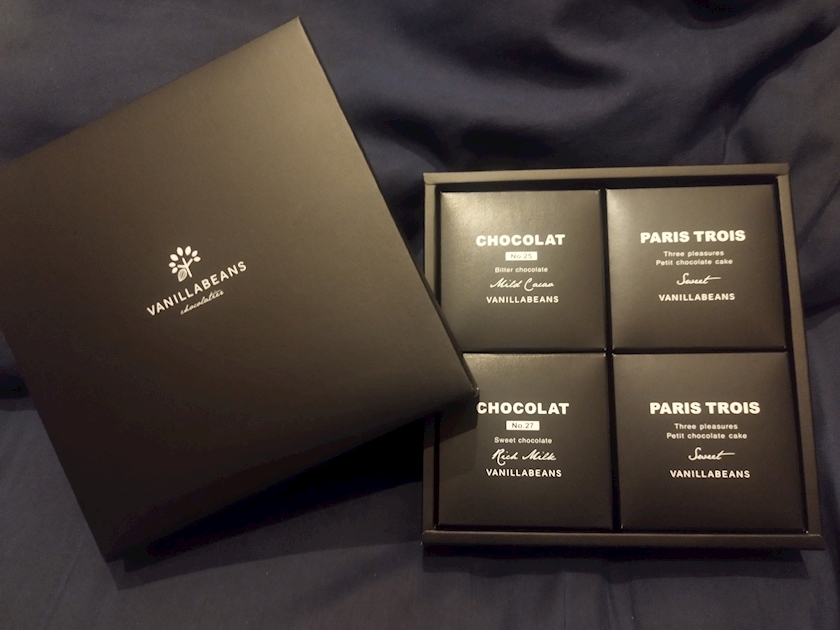 VANILLABEANS
chocolatier
CHOCOLAT
No.25
Bitter chocolate
Mild Cacao
VANILLABEANS
PARIS TROIS
Three pleasures
Petit chocolate cake
Sweet
VANILLABEANS
CHOCOLAT
No.27
Sweet chocolate
Rich Milk
VANILLABEANS
PARIS TROIS
Three pleasures
Petit chocolate cake
Sweet
VANILLABEANS